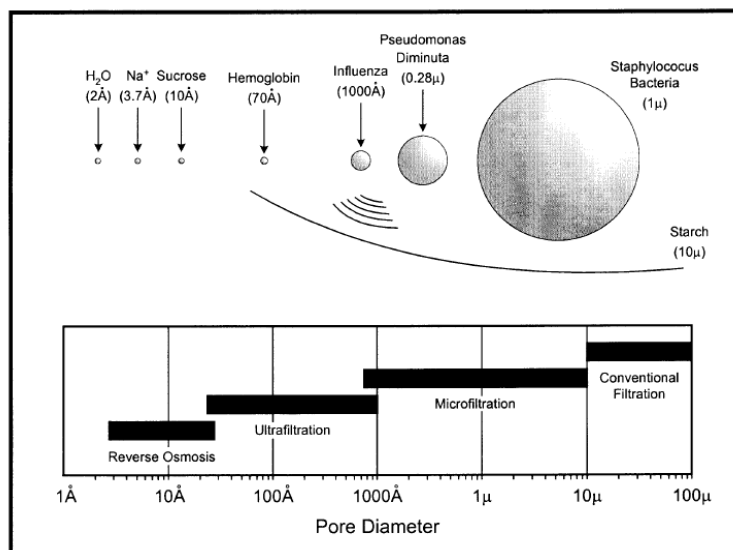 H₂O
(2Å)
Na⁺
(3.7Å)
Sucrose
(10Å)
Hemoglobin
(70Å)
Influenza
(1000Å)
Pseudomonas
Diminuta
(0.28μ)
Staphylococus
Bacteria
(1μ)
Starch
(10μ)
Conventional
Filtration
Microfiltration
Ultrafiltration
Reverse Osmosis
1Å 10Å 100Å 1000Å 1μ 10μ 100μ
Pore Diameter